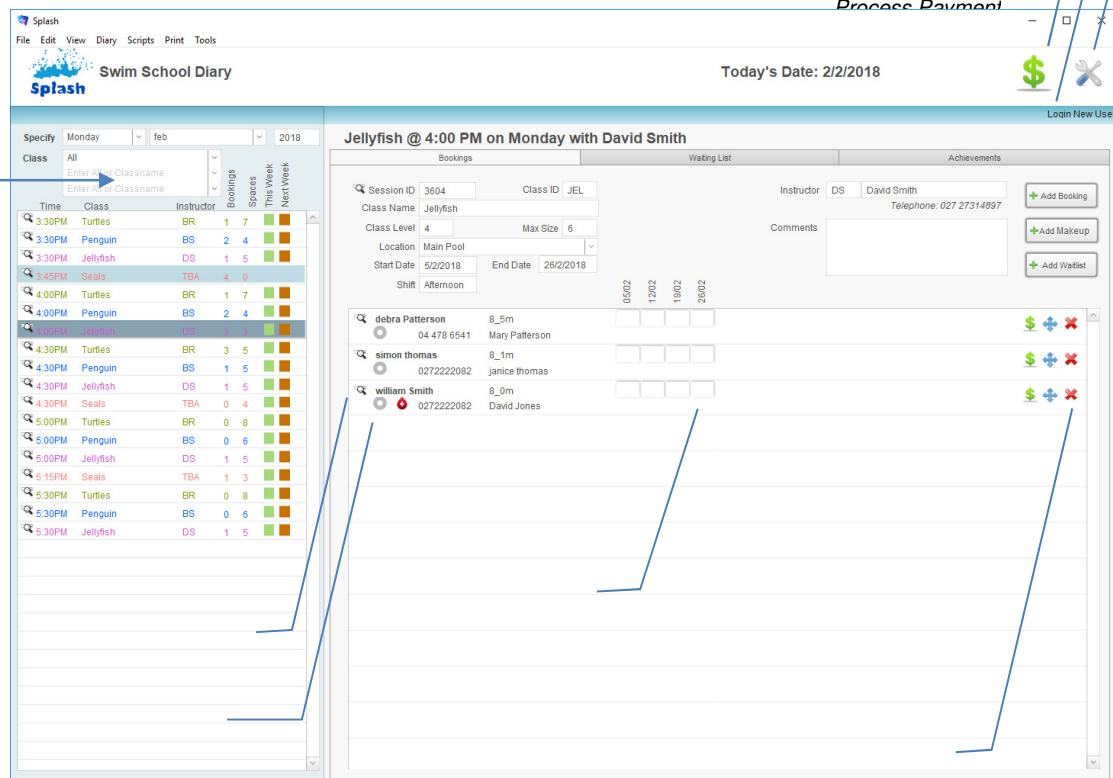 Process Payment
Splash
File Edit View Diary Scripts Print Tools
Splash
Swim School Diary
Today's Date: 2/2/2018
Login New Use
Specify Monday feb 2018
Class All
Enter All or Classname
Enter All or Classname
Time Class Instructor Bookings Spaces This Week Next Week
3:30PM Turtles BR 1 7
3:30PM Penguin BS 2 4
3:30PM Jellyfish DS 1 5
3:45PM Seals TBA 4 0
4:00PM Turtles BR 1 7
4:00PM Penguin BS 2 4
4:00PM Jellyfish DS 3 3
4:30PM Turtles BR 3 5
4:30PM Penguin BS 1 5
4:30PM Jellyfish DS 1 5
4:30PM Seals TBA 0 4
5:00PM Turtles BR 0 8
5:00PM Penguin BS 0 6
5:00PM Jellyfish DS 1 5
5:15PM Seals TBA 1 3
5:30PM Turtles BR 0 8
5:30PM Penguin BS 0 6
5:30PM Jellyfish DS 1 5
Jellyfish @ 4:00 PM on Monday with David Smith
Bookings Waiting List Achievements
Session ID 3604 Class ID JEL Instructor DS David Smith
Telephone: 027 27314897
Class Name Jellyfish
Class Level 4 Max Size 6 Comments
Location Main Pool
Start Date 5/2/2018 End Date 26/2/2018
Shift Afternoon
+ Add Booking
+Add Makeup
+ Add Waitlist
05/02 12/02 19/02 26/02
debra Patterson 8_5m
04 478 6541 Mary Patterson
simon thomas 8_1m
0272222082 janice thomas
william Smith 8_0m
0272222082 David Jones